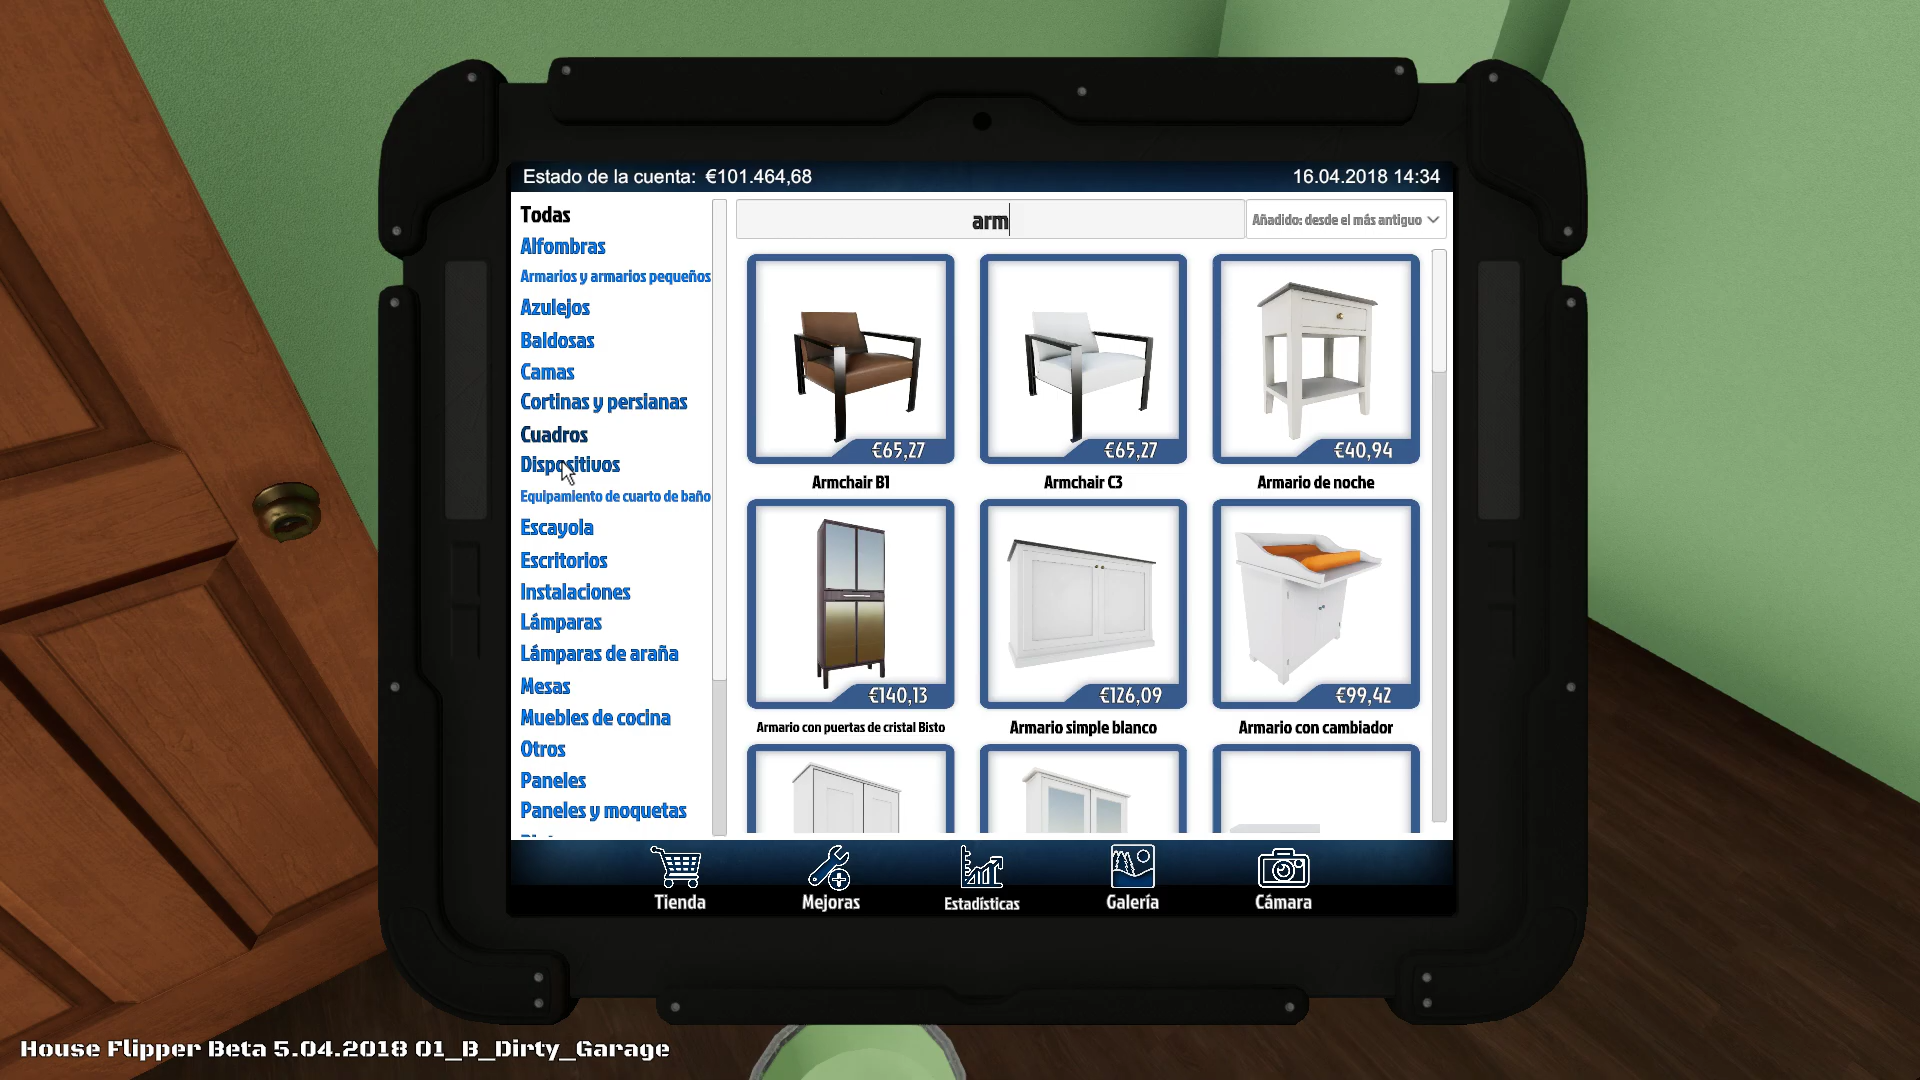 Estado de la cuenta: €101.464,68
16.04.2018 14:34
Todas
Alfombras
Armarios y armarios pequeños
Azulejos
Baldosas
Camas
Cortinas y persianas
Cuadros
Dispositivos
Equipamiento de cuarto de baño
Escayola
Escritorios
Instalaciones
Lámparas
Lámparas de araña
Mesas
Muebles de cocina
Otros
Paneles
Paneles y moquetas
arm
Añadido: desde el más antiguo
€65,27
€65,27
€40,94
Armchair B1
Armchair C3
Armario de noche
€140,13
€126,09
€99,42
Armario con puertas de cristal Bisto
Armario simple blanco
Armario con cambiador
Tienda
Mejoras
Estadísticas
Galería
Cámara
House Flipper Beta 5.04.2018 01_B_Dirty_Garage